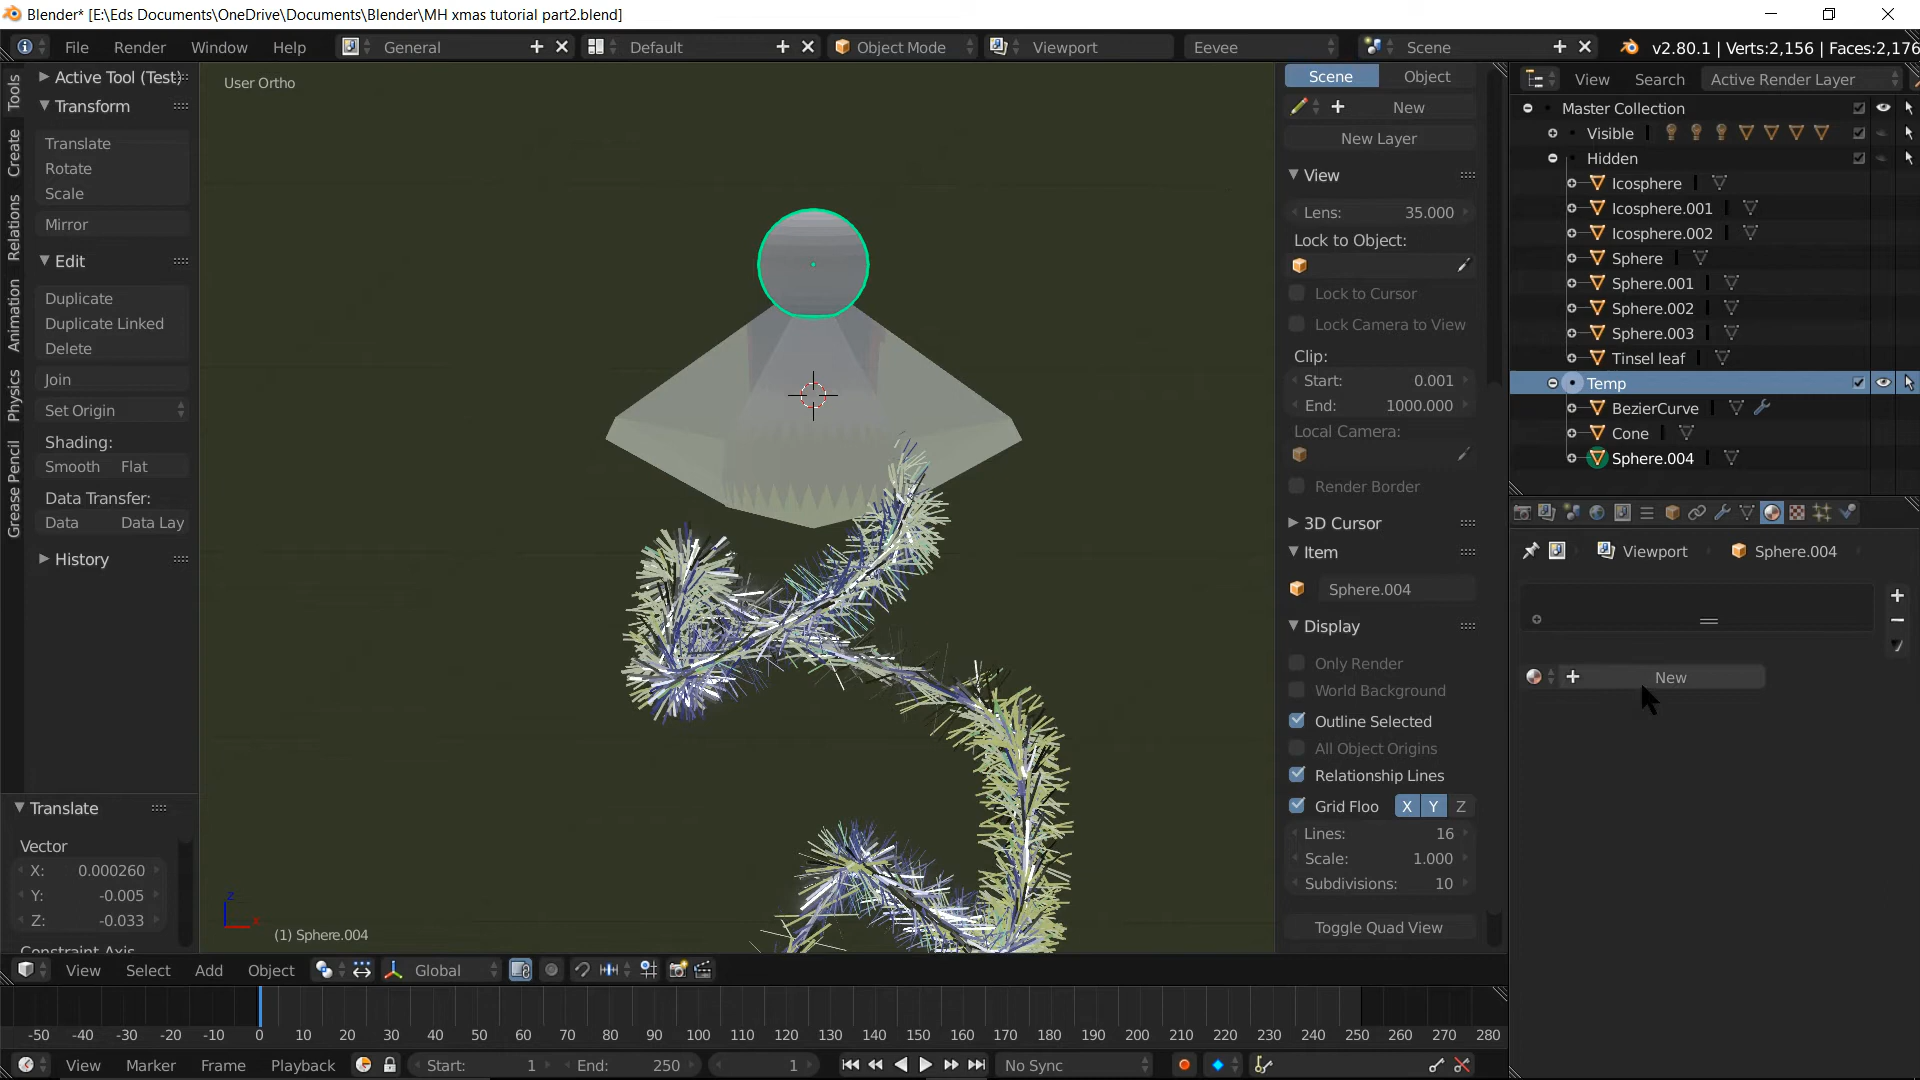 Blender* [E:\Eds Documents\OneDrive\Documents\Blender\MH xmas tutorial part2.blend]
File Render Window Help General Default Object Mode Viewport Eevee Scene v2.80.1 | Verts:2,156 | Faces:2,176
Tools
Create
Relations
Animation
Physics
Grease Pencil
Active Tool (Test)
Transform
Translate
Rotate
Scale
Mirror
Edit
Duplicate
Duplicate Linked
Delete
Join
Set Origin
Shading:
Smooth Flat
Data Transfer:
Data Data Lay
History
Translate
Vector
X: 0.000260
Y: -0.005
Z: -0.033
Constraint Axis
User Ortho
z
x
(1) Sphere.004
Scene Object
New
New Layer
View
Lens: 35.000
Lock to Object:
Lock to Cursor
Lock Camera to View
Clip:
Start: 0.001
End: 1000.000
Local Camera:
Render Border
3D Cursor
Item
Sphere.004
Display
Only Render
World Background
Outline Selected
All Object Origins
Relationship Lines
Grid Floo X Y Z
Lines: 16
Scale: 1.000
Subdivisions: 10
Toggle Quad View
View Search Active Render Layer
Master Collection
Visible
Hidden
Icosphere
Icosphere.001
Icosphere.002
Sphere
Sphere.001
Sphere.002
Sphere.003
Tinsel leaf
Temp
BezierCurve
Cone
Sphere.004
Viewport Sphere.004
New
View Select Add Object Global
-50 -40 -30 -20 -10 0 10 20 30 40 50 60 70 80 90 100 110 120 130 140 150 160 170 180 190 200 210 220 230 240 250 260 270 280
View Marker Frame Playback Start: 1 End: 250 1 No Sync